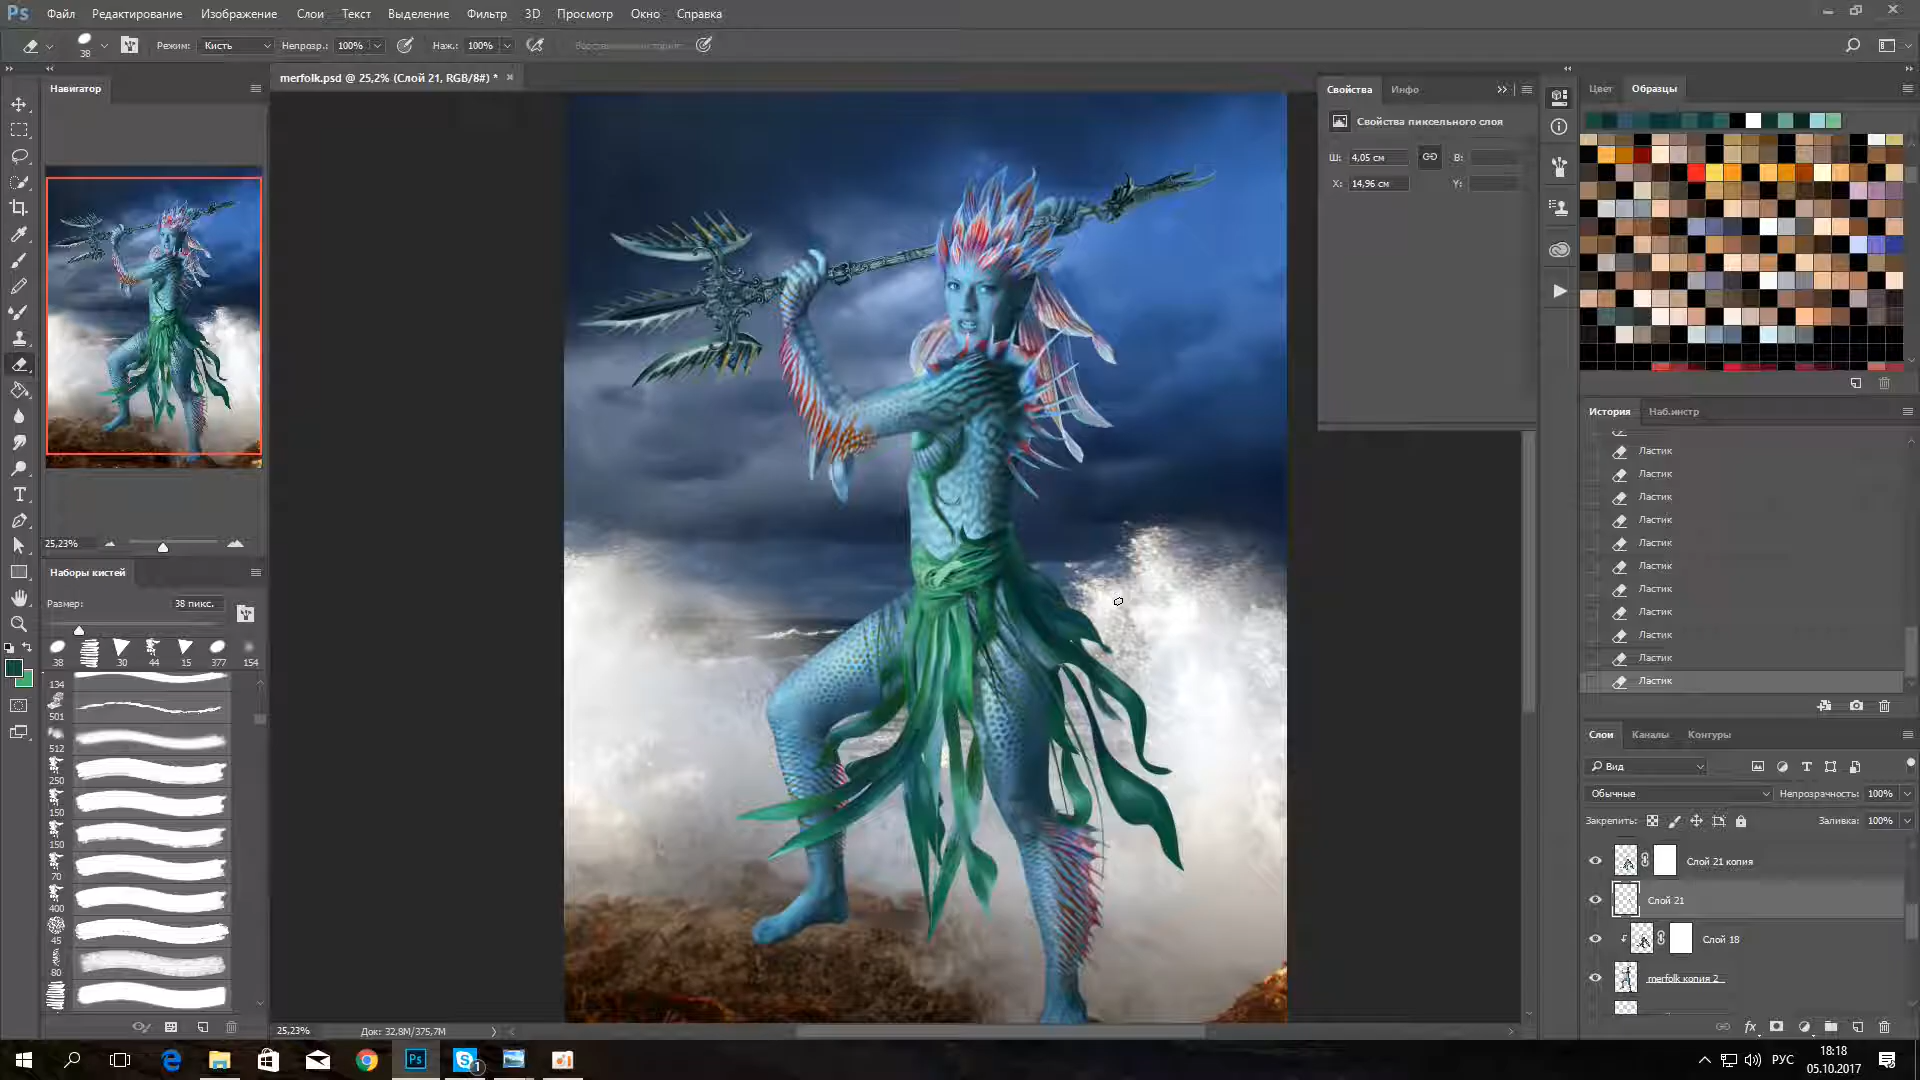 Ps Файл Редактирование Изображение Слои Текст Выделение Фильтр 3D Просмотр Окно Справка
38 Режим: Кисть Непрозр.: 100% Наж.: 100%
merfolk.psd @ 25,2% (Слой 21, RGB/8#) *
Навигатор
25,23%
Наборы кистей
Размер: 38 пикс.
38 30 44 15 377 154
134
501
512
250
150
150
70
400
45
80
25,23% Док: 32,8M/375,7M
Свойства Инфо
Свойства пиксельного слоя
Ш: 4,05 см В:
X: 14,96 см Y:
Цвет Образцы
История Наб.инстр
Ластик
Ластик
Ластик
Ластик
Ластик
Ластик
Ластик
Ластик
Ластик
Ластик
Ластик
Слои Каналы Контуры
Вид
Обычные Непрозрачность: 100%
Закрепить: Заливка: 100%
Слой 21 копия
Слой 21
Слой 18
merfolk копия 2
fx
Ps 1 РУС 18:18
05.10.2017